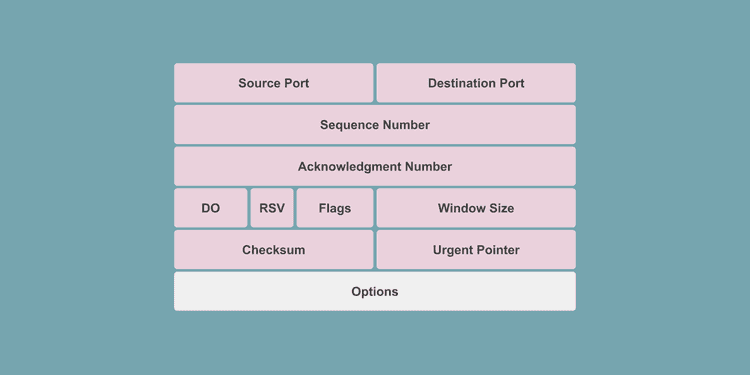 Source Port Destination Port
Sequence Number
Acknowledgment Number
DO RSV Flags Window Size
Checksum Urgent Pointer
Options